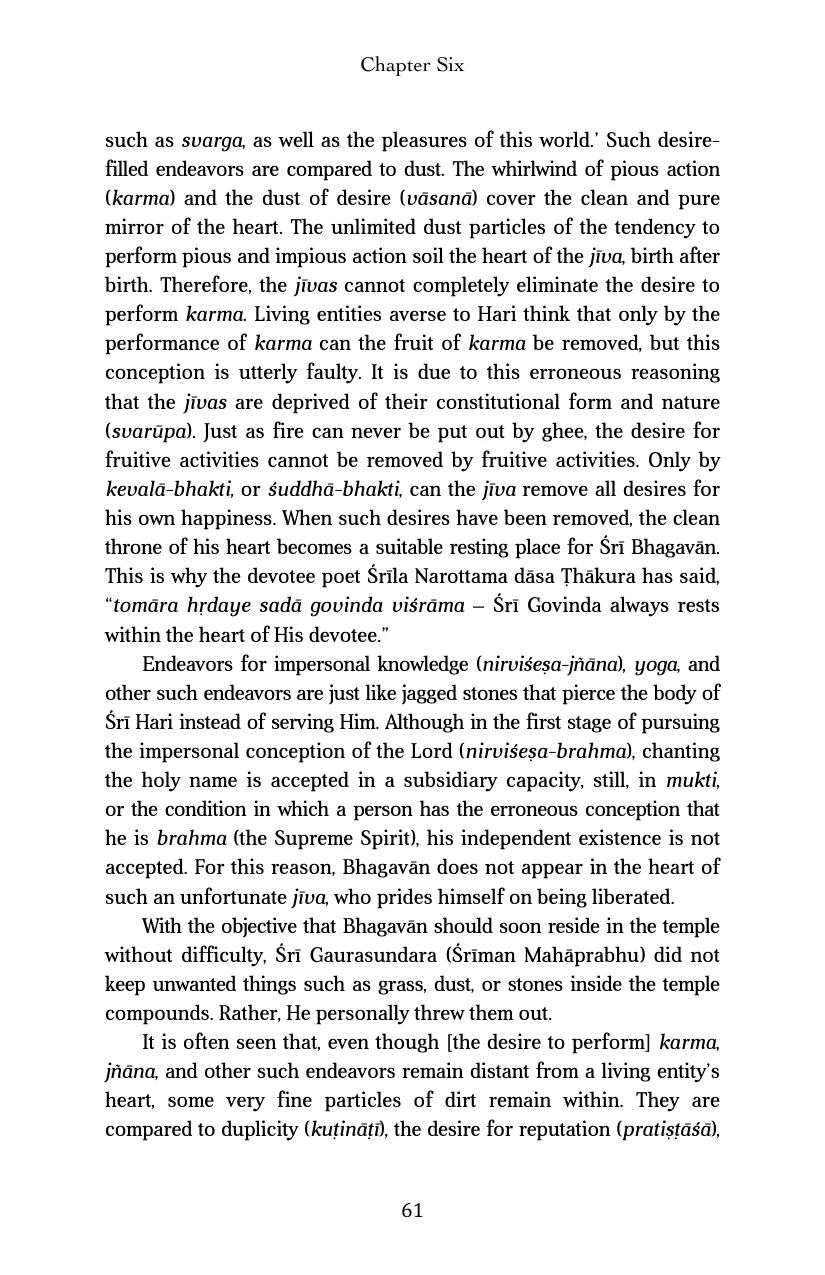 Chapter Six
such as svarga, as well as the pleasures of this world.’ Such desire-
filled endeavors are compared to dust. The whirlwind of pious action
(karma) and the dust of desire (vāsanā) cover the clean and pure
mirror of the heart. The unlimited dust particles of the tendency to
perform pious and impious action soil the heart of the jīva, birth after
birth. Therefore, the jīvas cannot completely eliminate the desire to
perform karma. Living entities averse to Hari think that only by the
performance of karma can the fruit of karma be removed, but this
conception is utterly faulty. It is due to this erroneous reasoning
that the jīvas are deprived of their constitutional form and nature
(svarūpa). Just as fire can never be put out by ghee, the desire for
fruitive activities cannot be removed by fruitive activities. Only by
kevalā-bhakti, or śuddhā-bhakti, can the jīva remove all desires for
his own happiness. When such desires have been removed, the clean
throne of his heart becomes a suitable resting place for Śrī Bhagavān.
This is why the devotee poet Śrīla Narottama dāsa Ṭhākura has said,
“tomāra hṛdaye sadā govinda viśrāma – Śrī Govinda always rests
within the heart of His devotee.”
Endeavors for impersonal knowledge (nirviśeṣa-jñāna), yoga, and
other such endeavors are just like jagged stones that pierce the body of
Śrī Hari instead of serving Him. Although in the first stage of pursuing
the impersonal conception of the Lord (nirviśeṣa-brahma), chanting
the holy name is accepted in a subsidiary capacity, still, in mukti,
or the condition in which a person has the erroneous conception that
he is brahma (the Supreme Spirit), his independent existence is not
accepted. For this reason, Bhagavān does not appear in the heart of
such an unfortunate jīva, who prides himself on being liberated.
With the objective that Bhagavān should soon reside in the temple
without difficulty, Śrī Gaurasundara (Śrīman Mahāprabhu) did not
keep unwanted things such as grass, dust, or stones inside the temple
compounds. Rather, He personally threw them out.
It is often seen that, even though [the desire to perform] karma,
jñāna, and other such endeavors remain distant from a living entity’s
heart, some very fine particles of dirt remain within. They are
compared to duplicity (kuṭināṭī), the desire for reputation (pratiṣṭāśā),
61